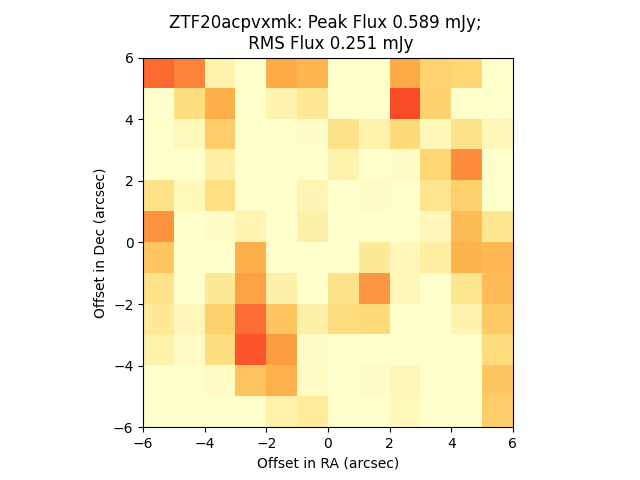 ZTF20acpvxmk: Peak Flux 0.589 mJy;
RMS Flux 0.251 mJy
6
4
2
0
−2
−4
−6
Offset in Dec (arcsec)
−6 −4 −2 0 2 4 6
Offset in RA (arcsec)